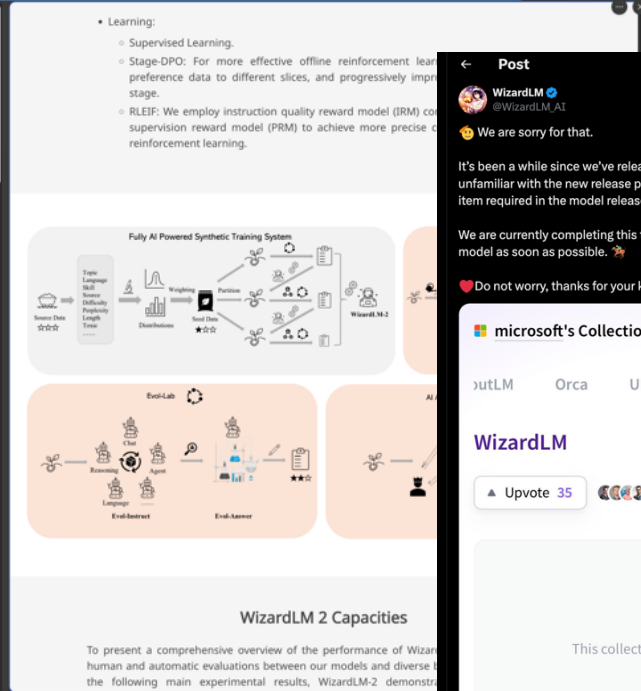 • Learning:
◦ Supervised Learning.
◦ Stage-DPO: For more effective offline reinforcement lear
preference data to different slices, and progressively impr
stage.
◦ RLEIF: We employ instruction quality reward model (IRM) co
supervision reward model (PRM) to achieve more precise c
reinforcement learning.
Fully AI Powered Synthetic Training System
Source Data
Topic
Language
Skill
Source
Difficulty
Perplexity
Length
Tense
......
Distributions
Weighting
Seed Data
Partition
WizardLM-2
Evol-Lab
Chat
Reasoning
Agent
Language
......
Evol-Instruct
Evol-Answer
AI A
WizardLM 2 Capacities
To present a comprehensive overview of the performance of Wizar
human and automatic evaluations between our models and diverse b
the following main experimental results, WizardLM-2 demonstra
← Post
WizardLM
@WizardLM_AI
🫡 We are sorry for that.
It’s been a while since we’ve relea
unfamiliar with the new release p
item required in the model releas
We are currently completing this
model as soon as possible. 🏇
❤️Do not worry, thanks for your k
microsoft's Collectio
outLM Orca U
WizardLM
Upvote 35
This collect